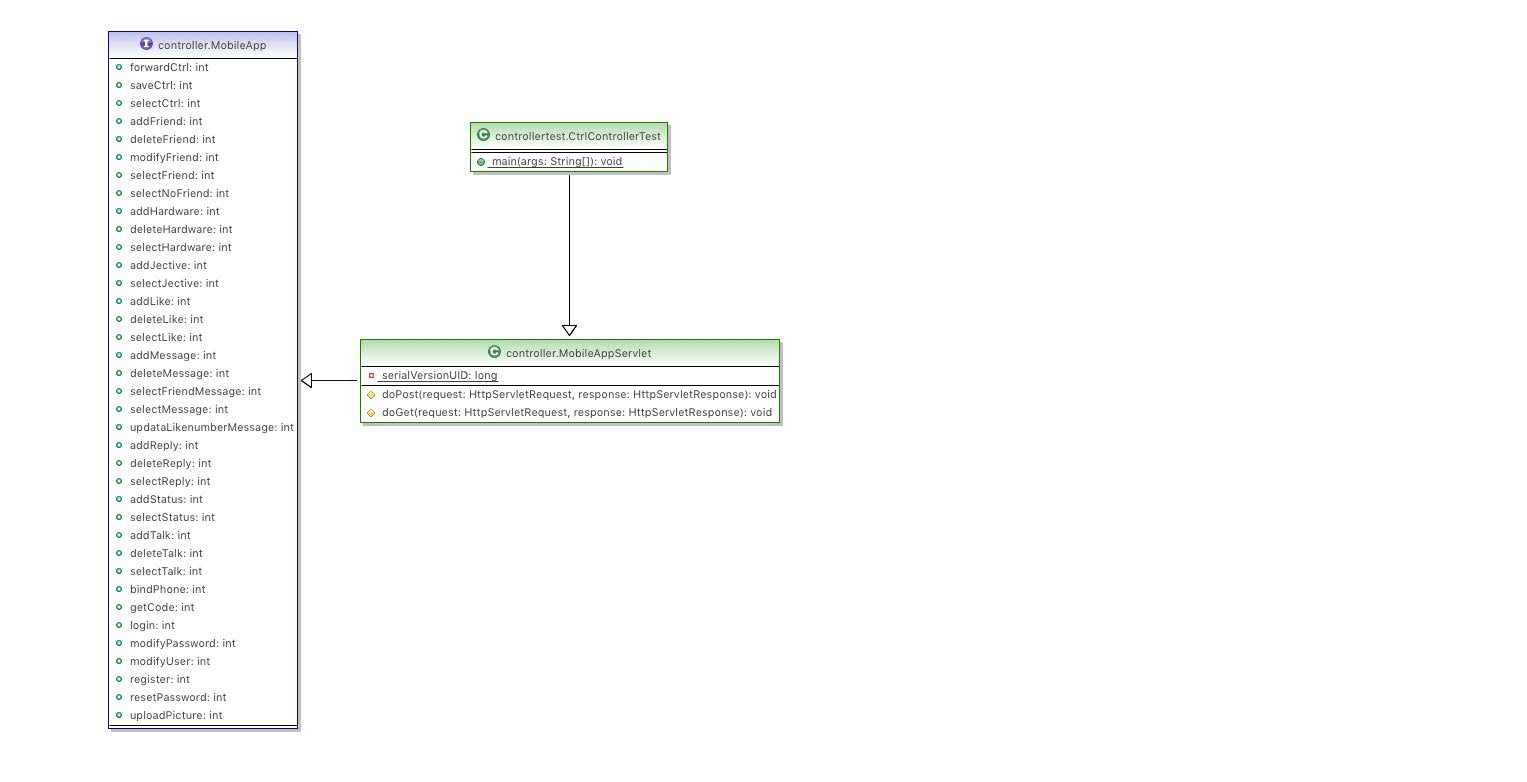 controller.MobileApp
forwardCtrl: int
saveCtrl: int
selectCtrl: int
addFriend: int
deleteFriend: int
modifyFriend: int
selectFriend: int
selectNoFriend: int
addHardware: int
deleteHardware: int
selectHardware: int
addJective: int
selectJective: int
addLike: int
deleteLike: int
selectLike: int
addMessage: int
deleteMessage: int
selectFriendMessage: int
selectMessage: int
updataLikenumberMessage: int
addReply: int
deleteReply: int
selectReply: int
addStatus: int
selectStatus: int
addTalk: int
deleteTalk: int
selectTalk: int
bindPhone: int
getCode: int
login: int
modifyPassword: int
modifyUser: int
register: int
resetPassword: int
uploadPicture: int
controllertest.CtrlControllerTest
main(args: String[]): void
controller.MobileAppServlet
serialVersionUID: long
doPost(request: HttpServletRequest, response: HttpServletResponse): void
doGet(request: HttpServletRequest, response: HttpServletResponse): void